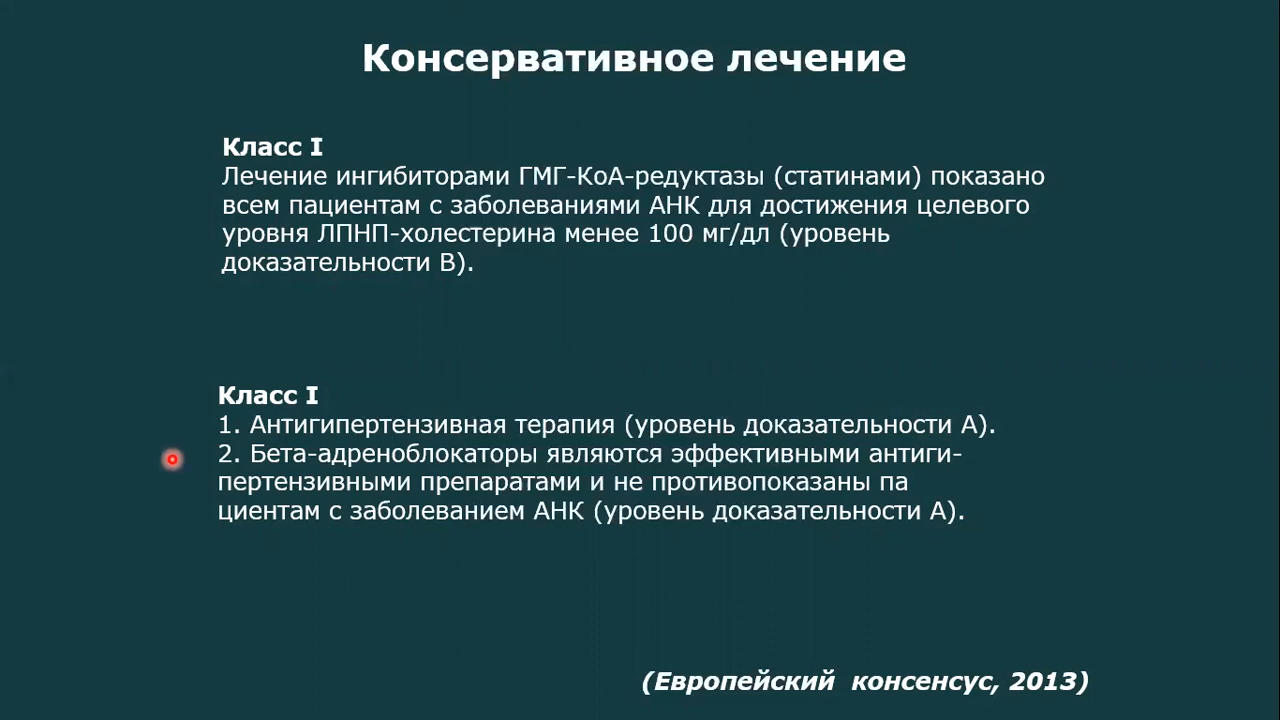 Консервативное лечение
Класс I
Лечение ингибиторами ГМГ-КоА-редуктазы (статинами) показано
всем пациентам с заболеваниями АНК для достижения целевого
уровня ЛПНП-холестерина менее 100 мг/дл (уровень
доказательности В).
Класс I
1. Антигипертензивная терапия (уровень доказательности А).
2. Бета-адреноблокаторы являются эффективными антиги-
пертензивными препаратами и не противопоказаны па
циентам с заболеванием АНК (уровень доказательности А).
(Европейский консенсус, 2013)